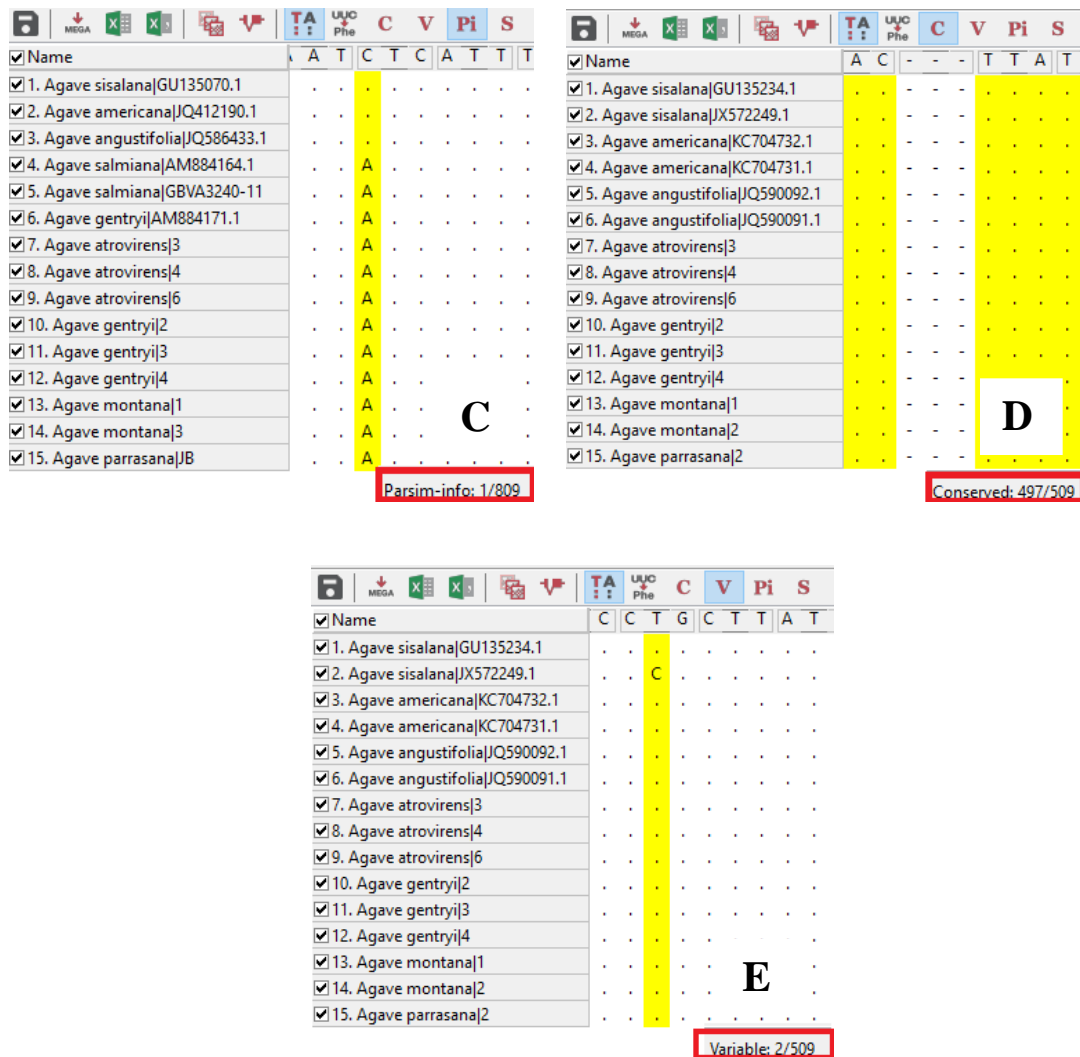 MEGA X X TA UUC Phe C V Pi S
Name A T C T C A T T T
1. Agave sisalana|GU135070.1 . . . . . . . . .
2. Agave americana|JQ412190.1 . . . . . . . . .
3. Agave angustifolia|JQ586433.1 . . . . . . . . .
4. Agave salmiana|AM884164.1 . . A . . . . . .
5. Agave salmiana|GBVA3240-11 . . A . . . . . .
6. Agave gentryi|AM884171.1 . . A . . . . . .
7. Agave atrovirens|3 . . A . . . . . .
8. Agave atrovirens|4 . . A . . . . . .
9. Agave atrovirens|6 . . A . . . . . .
10. Agave gentryi|2 . . A . . . . . .
11. Agave gentryi|3 . . A . . . . . .
12. Agave gentryi|4 . . A . . .
13. Agave montana|1 . . A . . .
14. Agave montana|3 . . A . . .
15. Agave parrasana|JB . . A . . . . . .
C
Parsim-info: 1/809
MEGA X X TA UUC Phe C V Pi S
Name A C - - - T T A T
1. Agave sisalana|GU135234.1 . . - - - . . . .
2. Agave sisalana|JX572249.1 . . - - - . . . .
3. Agave americana|KC704732.1 . . - - - . . . .
4. Agave americana|KC704731.1 . . - - - . . . .
5. Agave angustifolia|JQ590092.1 . . - - - . . . .
6. Agave angustifolia|JQ590091.1 . . - - - . . . .
7. Agave atrovirens|3 . . - - - . . . .
8. Agave atrovirens|4 . . - - - . . . .
9. Agave atrovirens|6 . . - - - . . . .
10. Agave gentryi|2 . . - - - . . . .
11. Agave gentryi|3 . . - - - . . . .
12. Agave gentryi|4 . . - - - .
13. Agave montana|1 . . - - - .
14. Agave montana|2 . . - - - .
15. Agave parrasana|2 . . - - - . . . .
D
Conserved: 497/509
MEGA X X TA UUC Phe C V Pi S
Name C C T G C T T A T
1. Agave sisalana|GU135234.1 . . . . . . . . .
2. Agave sisalana|JX572249.1 . . C . . . . . .
3. Agave americana|KC704732.1 . . . . . . . . .
4. Agave americana|KC704731.1 . . . . . . . . .
5. Agave angustifolia|JQ590092.1 . . . . . . . . .
6. Agave angustifolia|JQ590091.1 . . . . . . . . .
7. Agave atrovirens|3 . . . . . . . . .
8. Agave atrovirens|4 . . . . . . . . .
9. Agave atrovirens|6 . . . . . . . . .
10. Agave gentryi|2 . . . . . . . . .
11. Agave gentryi|3 . . . . . . . . .
12. Agave gentryi|4 . . . . . . . . .
13. Agave montana|1 . . . . . .
14. Agave montana|2 . . . . . .
15. Agave parrasana|2 . . . . . . . . .
E
Variable: 2/509